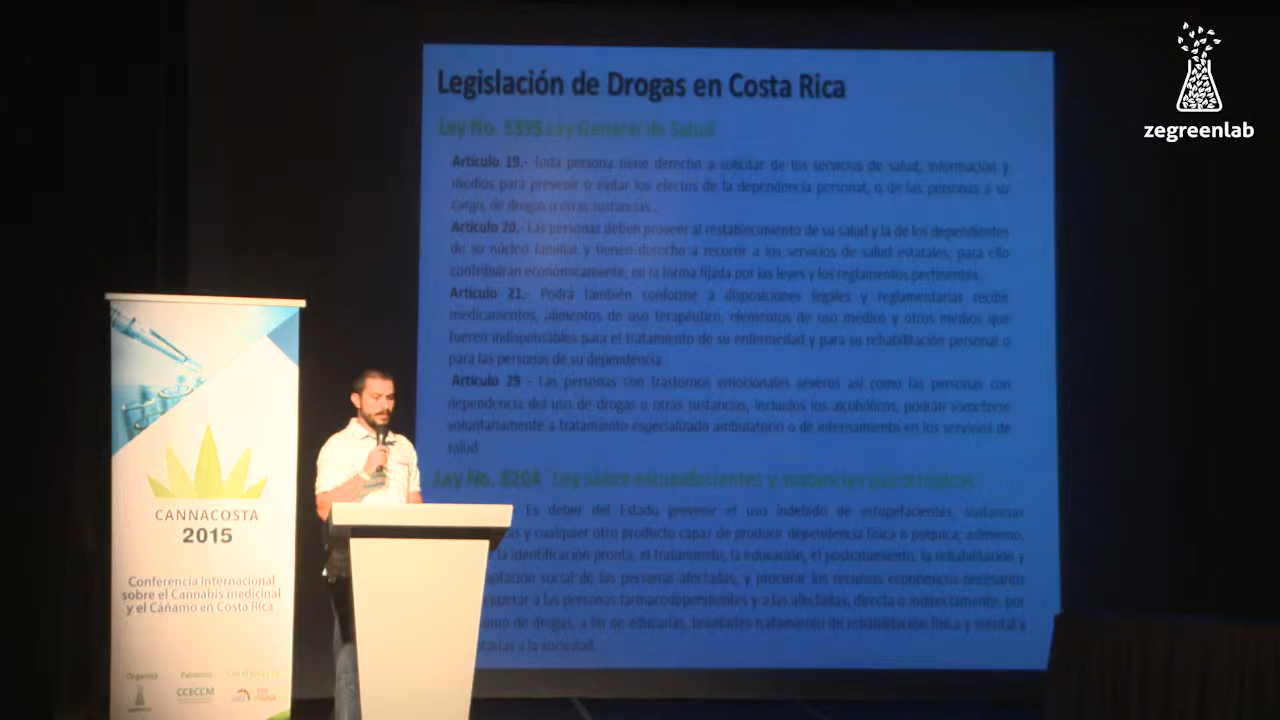 zegreenlab
Legislación de Drogas en Costa Rica
Ley No. 5395 Ley General de Salud
Artículo 19.- Toda persona tiene derecho a solicitar de los servicios de salud, información y
medios para prevenir o evitar los efectos de la dependencia personal, o de las personas a su
cargo, de drogas u otras sustancias..
Artículo 20.- Las personas deben proveer al restablecimiento de su salud y la de los dependientes
de su núcleo familiar y tienen derecho a recurrir a los servicios de salud estatales; para ello
contribuirán económicamente, en la forma fijada por las leyes y los reglamentos pertinentes.
Artículo 21.- Podrá también conforme a disposiciones legales y reglamentarias recibir
medicamentos, alimentos de uso terapéutico, elementos de uso médico y otros medios que
fueren indispensables para el tratamiento de su enfermedad y para su rehabilitación personal o
para las personas de su dependencia.
Artículo 29 - Las personas con trastornos emocionales severos así como las personas con
dependencia del uso de drogas u otras sustancias, incluidos los alcohólicos, podrán someterse
voluntariamente a tratamiento especializado ambulatorio o de internamiento en los servicios de
salud
Ley No. 8204 Ley sobre estupefacientes y sustancias psicotrópicas
Es deber del Estado prevenir el uso indebido de estupefacientes, sustancias
as y cualquier otro producto capaz de producir dependencia física o psíquica; asimismo,
la identificación pronta, el tratamiento, la educación, el postratamiento, la rehabilitación y
aptación social de las personas afectadas, y procurar los recursos económicos necesarios
uperar a las personas farmacodependientes y a las afectadas, directa o indirectamente, por
umo de drogas, a fin de educarlas, brindarles tratamiento de rehabilitación física y mental y
tarlas a la sociedad.
CANNACOSTA
2015
Conferencia Internacional
sobre el Cannabis medicinal
y el Cáñamo en Costa Rica
Organiza
Patrocina
CCECCM